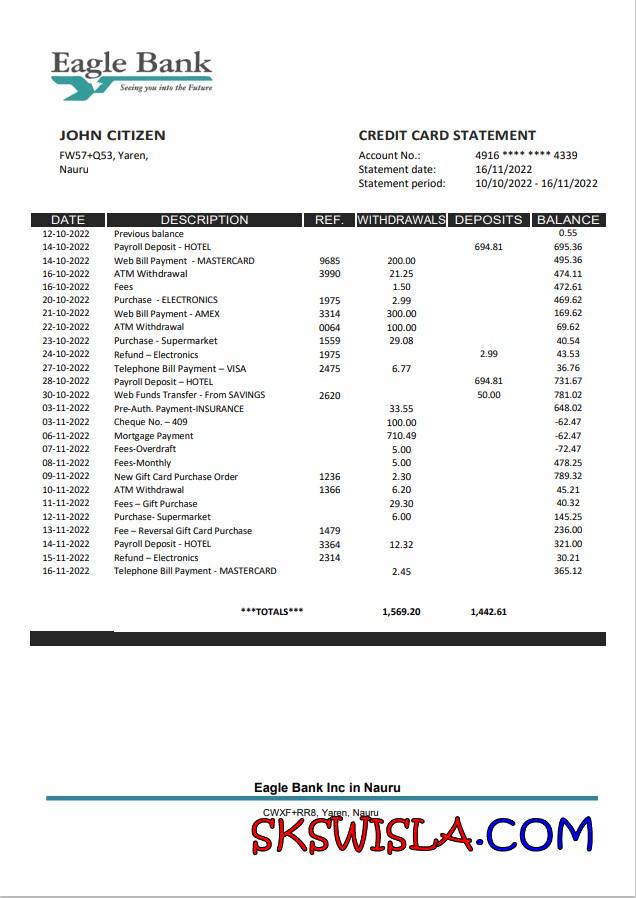 Eagle Bank
Seeing you into the Future
JOHN CITIZEN
FW57+Q53, Yaren,
Nauru
CREDIT CARD STATEMENT
Account No.: 4916 **** **** 4339
Statement date: 16/11/2022
Statement period: 10/10/2022 - 16/11/2022
DATE DESCRIPTION REF. WITHDRAWALS DEPOSITS BALANCE
12-10-2022 Previous balance 0.55
14-10-2022 Payroll Deposit - HOTEL 694.81 695.36
14-10-2022 Web Bill Payment - MASTERCARD 9685 200.00 495.36
16-10-2022 ATM Withdrawal 3990 21.25 474.11
16-10-2022 Fees 1.50 472.61
20-10-2022 Purchase - ELECTRONICS 1975 2.99 469.62
21-10-2022 Web Bill Payment - AMEX 3314 300.00 169.62
22-10-2022 ATM Withdrawal 0064 100.00 69.62
23-10-2022 Purchase - Supermarket 1559 29.08 40.54
24-10-2022 Refund – Electronics 1975 2.99 43.53
27-10-2022 Telephone Bill Payment – VISA 2475 6.77 36.76
28-10-2022 Payroll Deposit – HOTEL 694.81 731.67
30-10-2022 Web Funds Transfer - From SAVINGS 2620 50.00 781.02
03-11-2022 Pre-Auth. Payment-INSURANCE 33.55 648.02
03-11-2022 Cheque No. – 409 100.00 -62.47
06-11-2022 Mortgage Payment 710.49 -62.47
07-11-2022 Fees-Overdraft 5.00 -72.47
08-11-2022 Fees-Monthly 5.00 478.25
09-11-2022 New Gift Card Purchase Order 1236 2.30 789.32
10-11-2022 ATM Withdrawal 1366 6.20 45.21
11-11-2022 Fees – Gift Purchase 29.30 40.32
12-11-2022 Purchase- Supermarket 6.00 145.25
13-11-2022 Fee – Reversal Gift Card Purchase 1479 236.00
14-11-2022 Payroll Deposit - HOTEL 3364 12.32 321.00
15-11-2022 Refund – Electronics 2314 30.21
16-11-2022 Telephone Bill Payment - MASTERCARD 2.45 365.12
***TOTALS*** 1,569.20 1,442.61
Eagle Bank Inc in Nauru
CWXF+RR8, Yaren, Nauru
SKSWISLA.COM